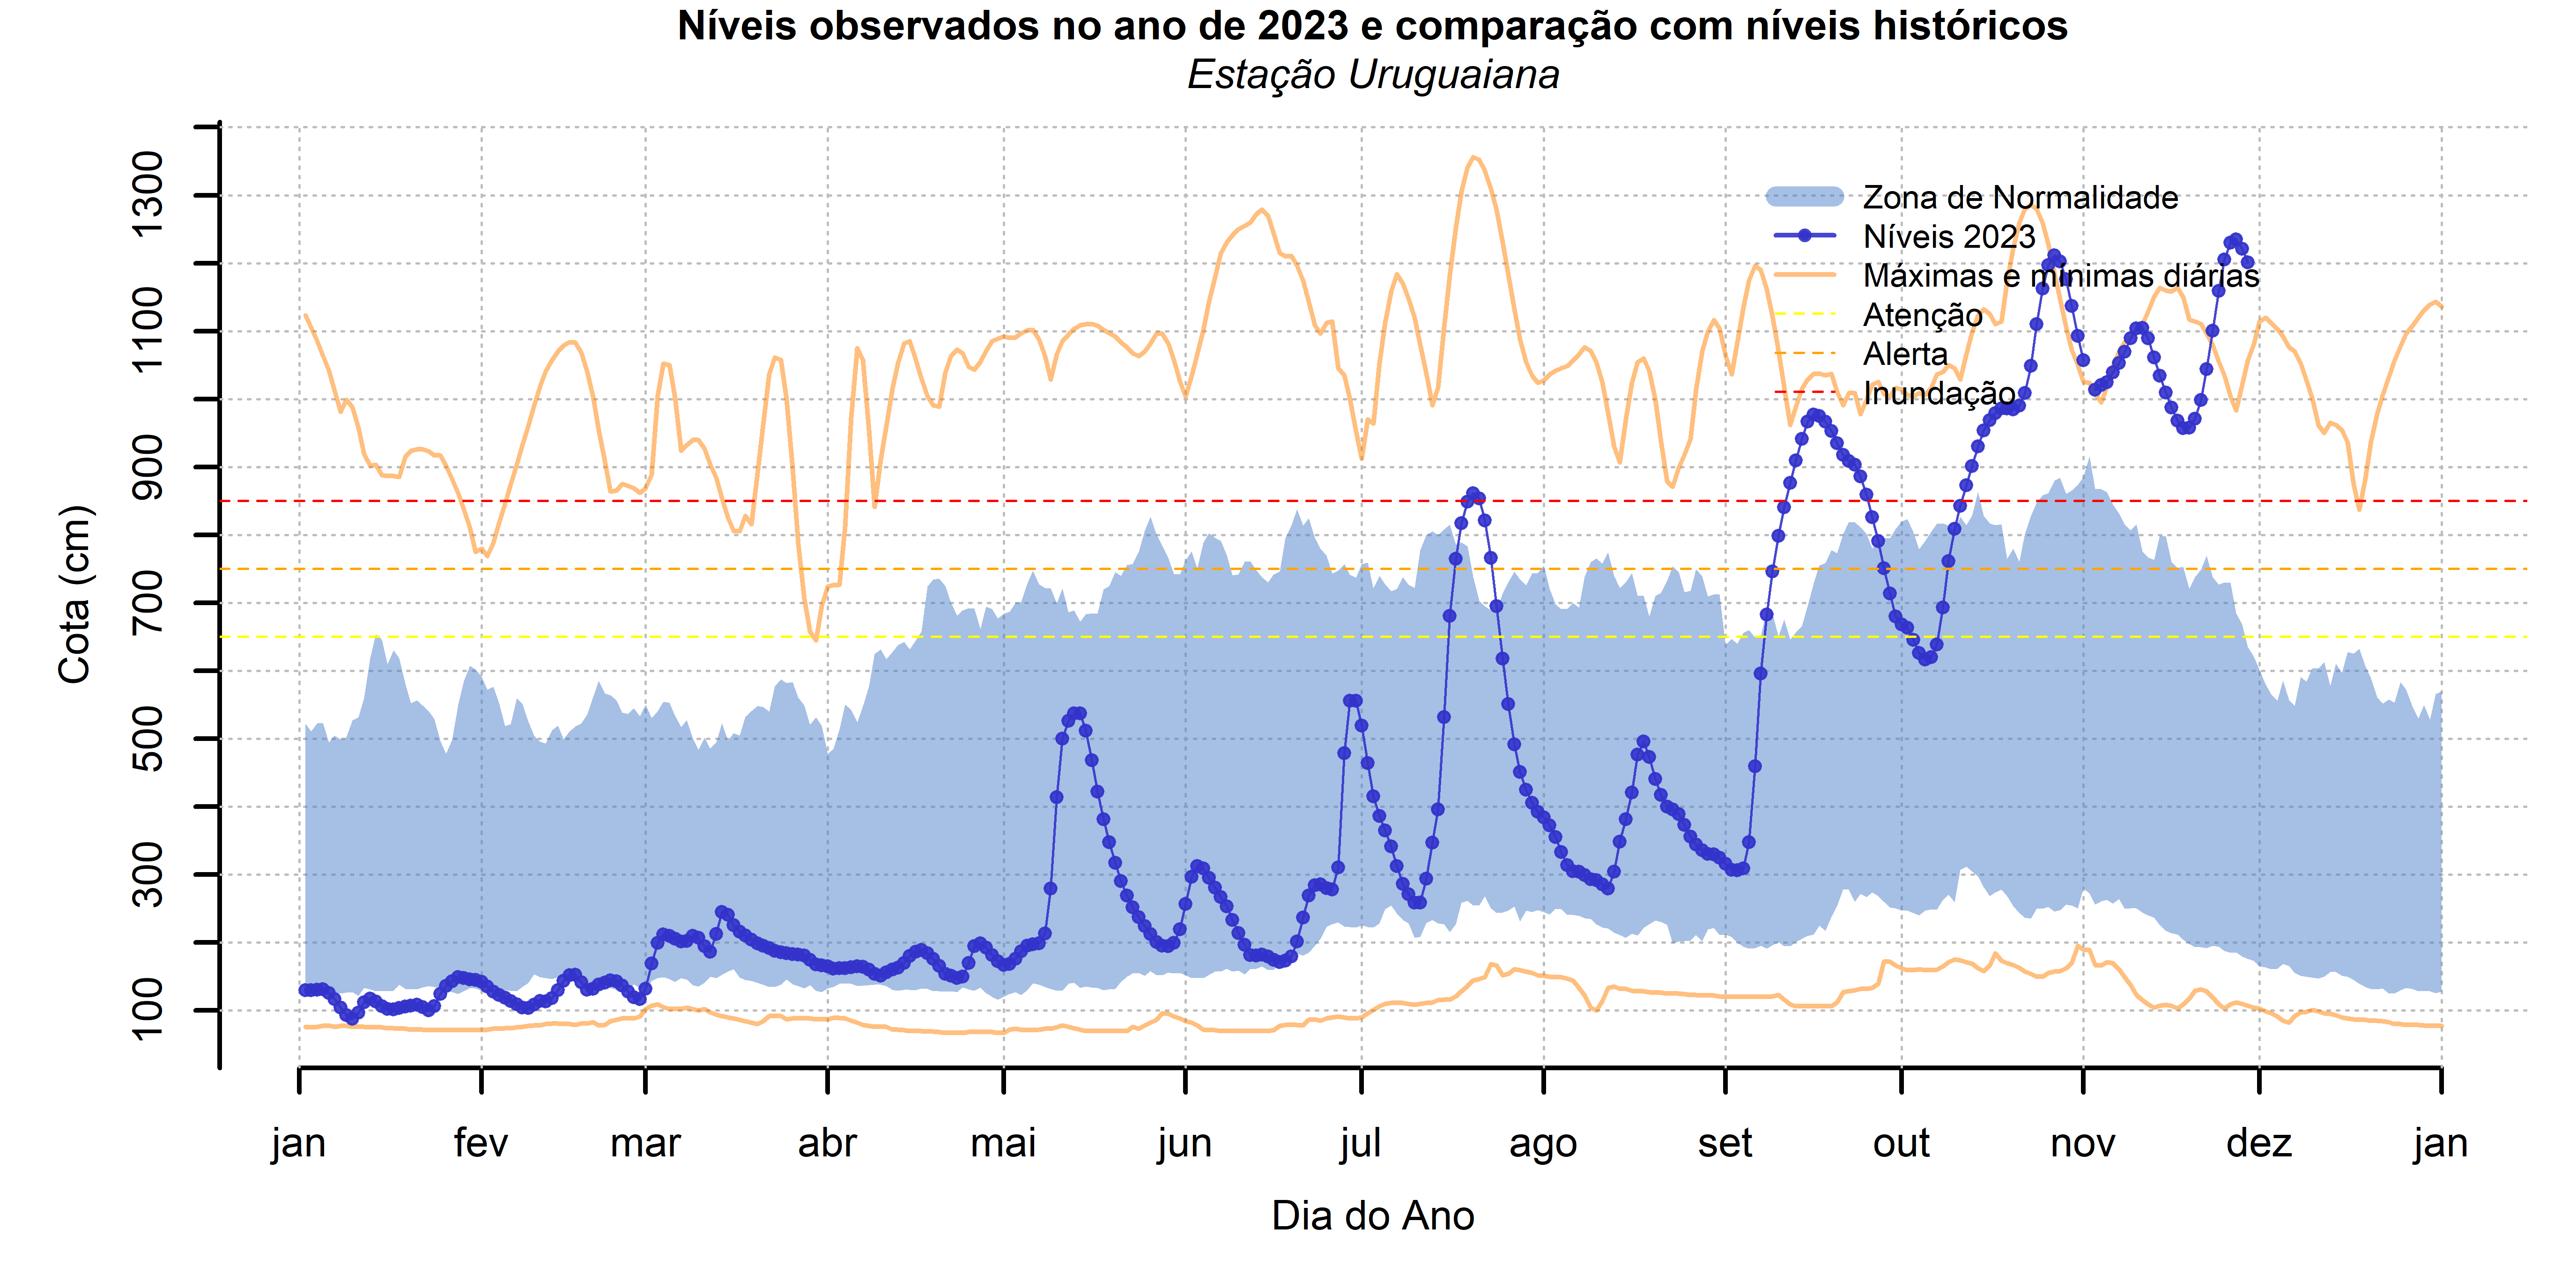 Níveis observados no ano de 2023 e comparação com níveis históricos
Estação Uruguaiana
Cota (cm)
1300
1100
900
700
500
300
100
Zona de Normalidade
Níveis 2023
Máximas e mínimas diárias
Atenção
Alerta
Inundação
jan fev mar abr mai jun jul ago set out nov dez jan
Dia do Ano